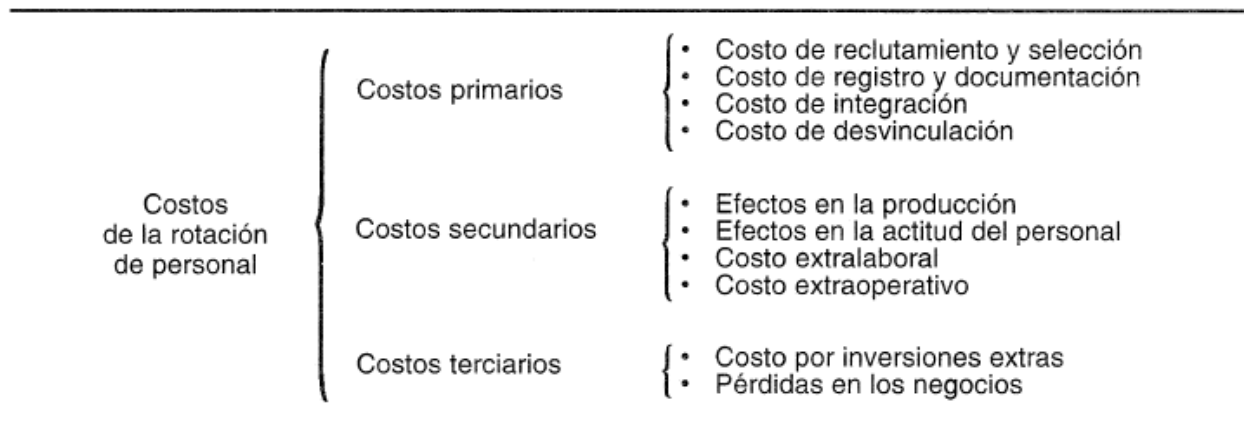 Costos
de la rotación
de personal
Costos primarios
• Costo de reclutamiento y selección
• Costo de registro y documentación
• Costo de integración
• Costo de desvinculación
Costos secundarios
• Efectos en la producción
• Efectos en la actitud del personal
• Costo extralaboral
• Costo extraoperativo
Costos terciarios
• Costo por inversiones extras
• Pérdidas en los negocios